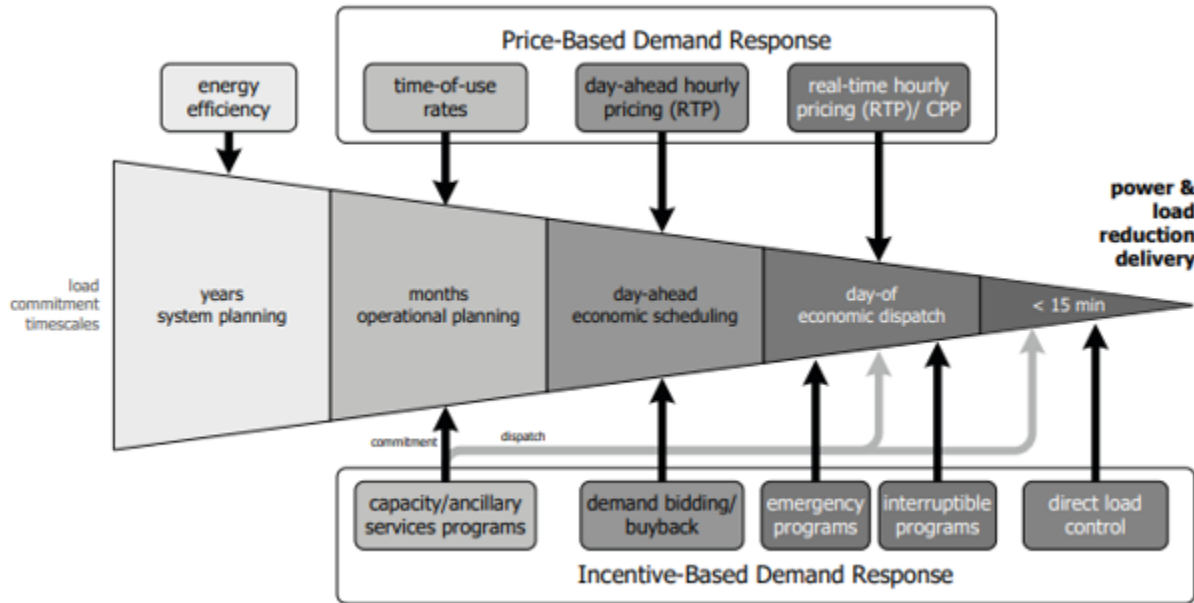 Price-Based Demand Response
energy
efficiency
time-of-use
rates
day-ahead hourly
pricing (RTP)
real-time hourly
pricing (RTP)/ CPP
power &
load
reduction
delivery
load
commitment
timescales
years
system planning
months
operational planning
day-ahead
economic scheduling
day-of
economic dispatch
< 15 min
commitment
dispatch
capacity/ancillary
services programs
demand bidding/
buyback
emergency
programs
interruptible
programs
direct load
control
Incentive-Based Demand Response